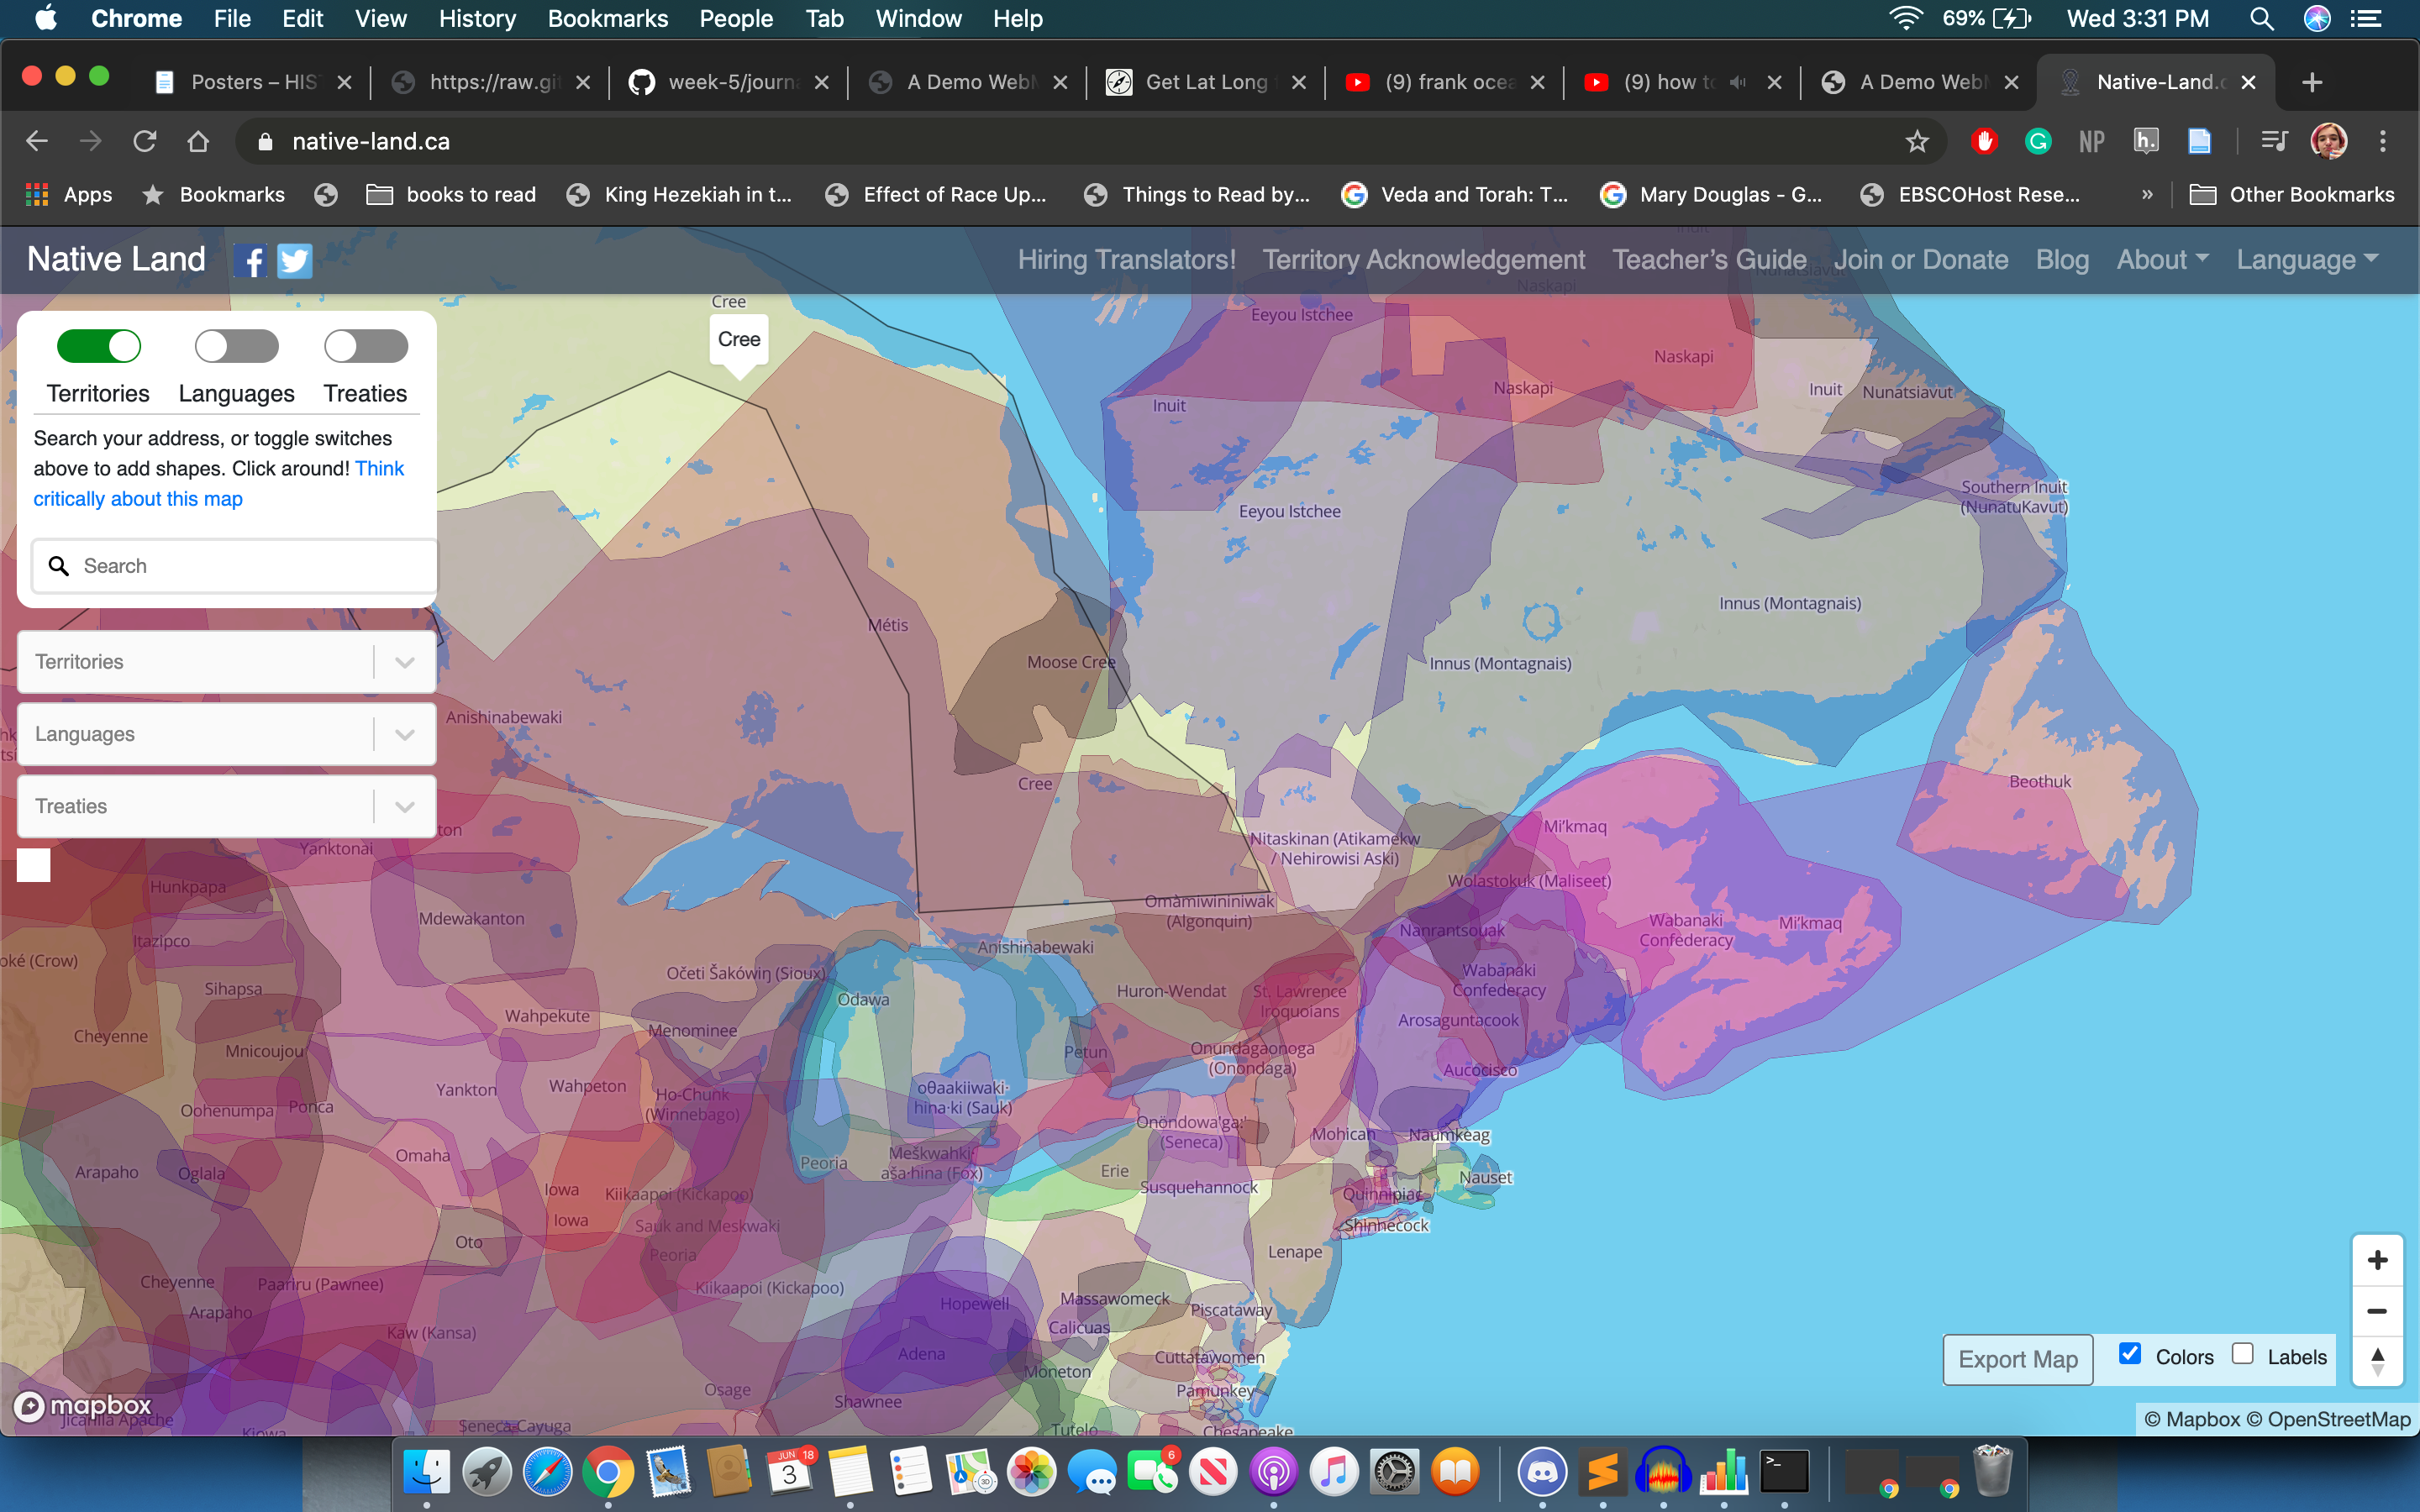 Chrome File Edit View History Bookmarks People Tab Window Help 69% Wed 3:31 PM
Posters – HIS https://raw.gi week-5/journa A Demo Web Get Lat Long (9) frank ocea (9) how to A Demo Web Native-Land.c
native-land.ca NP h.
Apps Bookmarks books to read King Hezekiah in t... Effect of Race Up... Things to Read by... Veda and Torah: T... Mary Douglas - G... EBSCOHost Rese... » Other Bookmarks
Native Land Hiring Translators! Territory Acknowledgement Teacher's Guide Join or Donate Blog About Language
Territories Languages Treaties
Search your address, or toggle switches
above to add shapes. Click around! Think
critically about this map
Search
Territories
Languages
Treaties
Cree
Cree
Eeyou Istchee
Naskapi
Naskapi
Inuit
Inuit
Nunatsiavut
Eeyou Istchee
Southern Inuit
(NunatuKavut)
Innus (Montagnais)
Métis
Moose Cree
Innus (Montagnais)
Anishinabewaki
Cree
Beothuk
ton
Yanktonai
Mi'kmaq
Nitaskinan (Atikamekw
/ Nehirowisi Aski)
Hunkpapa
Wolastokuk (Maliseet)
Omàmiwininiwak
(Algonquin)
Mdewakanton
Wabanaki
Confederacy
Mi'kmaq
Nanrantsouak
Itazipco
Anishinabewaki
oké (Crow)
Očeti Šakówiŋ (Sioux)
Wabanaki
Confederacy
Sihapsa
Odawa
Huron-Wendat
St. Lawrence
Iroquoians
Wahpekute
Arosaguntacook
Cheyenne
Menominee
Mnicoujou
Petun
Onundagaonoga
(Onondaga)
Aucocisco
Yankton
Wahpeton
Ho-Chunk
(Winnebago)
oθaakiiwaki·
hina·ki (Sauk)
Oohenumpa
Ponca
Onöndowa'ga:'
(Seneca)
Mohican
Naumkeag
Omaha
Peoria
Meškwahki·
aša·hina (Fox)
Erie
Nauset
Arapaho
Oglala
Susquehannock
Iowa
Kiikaapoi (Kickapoo)
Quinnipiac
Iowa
Sauk and Meskwaki
Shinnecock
Oto
Peoria
Lenape
Cheyenne
Paariru (Pawnee)
Kiikaapoi (Kickapoo)
Arapaho
Hopewell
Massawomeck
Piscataway
Kaw (Kansa)
Calicuas
Adena
Cuttatawomen
Moneton
Osage
Pamunkey
Shawnee
Jicarilla Apache
Seneca-Cayuga
Tutelo
Chesapeake
Kiowa
mapbox
Export Map Colors Labels
© Mapbox © OpenStreetMap
JUN 18
3
6
3D